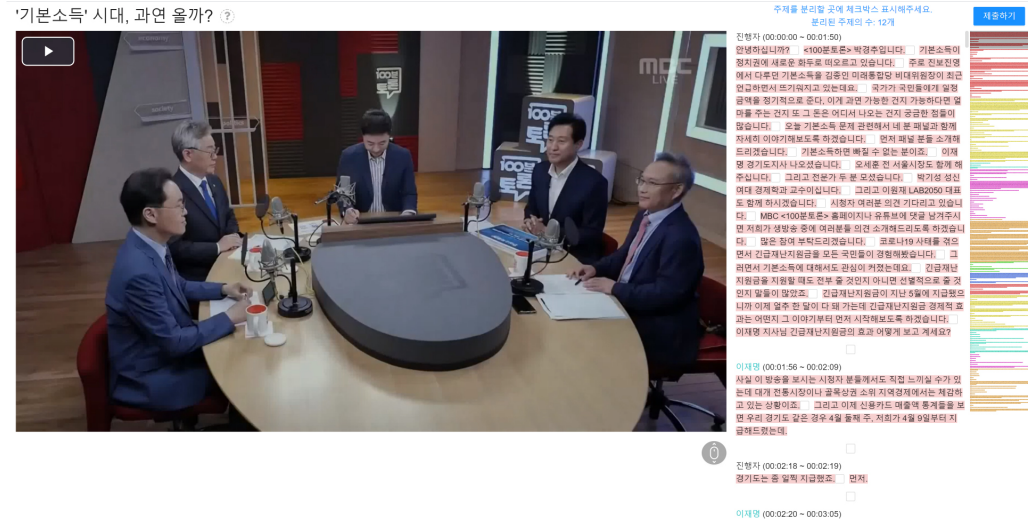 '기본소득' 시대, 과연 올까? ?
주제를 분리할 곳에 체크박스 표시해주세요.
분리된 주제의 수: 12개
제출하기
100분
토론
mbc
LIVE
100분
토론
100분
토론
society
진행자 (00:00:00 ~ 00:01:50)
안녕하십니까? <100분토론> 박경주입니다. 기본소득이
정치권에 새로운 화두로 떠오르고 있습니다. 주로 진보진영
에서 다루던 기본소득을 김종인 미래통합당 비대위원장이 최근
언급하면서 뜨거워지고 있는데요. 국가가 국민들에게 일정
금액을 정기적으로 준다, 이게 과연 가능한 건지 가능하다면 얼
마를 주는 건지 또 그 돈은 어디서 나오는 건지 궁금한 점들이
많습니다. 오늘 기본소득 문제 관련해서 네 분 패널과 함께
자세히 이야기해보도록 하겠습니다. 먼저 패널 분들 소개해
드리겠습니다. 기본소득하면 빠질 수 없는 분이죠. 이재
명 경기도지사 나오셨습니다. 오세훈 전 서울시장도 함께 해
주십니다. 그리고 전문가 두 분 모셨습니다. 박기성 성신
여대 경제학과 교수이십니다. 그리고 이원재 LAB2050 대표
도 함께 하시겠습니다. 시청자 여러분 의견 기다리고 있습니
다. MBC <100분토론> 홈페이지나 유튜브에 댓글 남겨주시
면 저희가 생방송 중에 여러분들 의견 소개해드리도록 하겠습니
다. 많은 참여 부탁드리겠습니다. 코로나19 사태를 겪으
면서 긴급재난지원금을 모든 국민들이 경험해봤습니다. 그
러면서 기본소득에 대해서도 관심이 커졌는데요. 긴급재난
지원금을 지원할 때도 전부 줄 것인지 아니면 선별적으로 줄 것
인지 말들이 많았죠. 긴급재난지원금이 지난 5월에 지급됐으
니까 이제 얼추 한 달이 다 돼 가는데 긴급재난지원금 경제적 효
과는 어떤지 그 이야기부터 먼저 시작해보도록 하겠습니다.
이재명 지사님 긴급재난지원금의 효과 어떻게 보고 계세요?
이재명 (00:01:56 ~ 00:02:09)
사실 이 방송을 보시는 시청자 분들께서도 직접 느끼실 수가 있
는데 대개 전통시장이나 골목상권 소위 지역경제에서는 체감하
고 있는 상황이죠. 그리고 이제 신용카드 매출액 통계들을 보
면 우리 경기도 같은 경우 4월 둘째 주, 저희가 4월 9일부터 지
급해드렸는데.
진행자 (00:02:18 ~ 00:02:19)
경기도는 좀 일찍 지급했죠. 먼저.
이재명 (00:02:20 ~ 00:03:05)